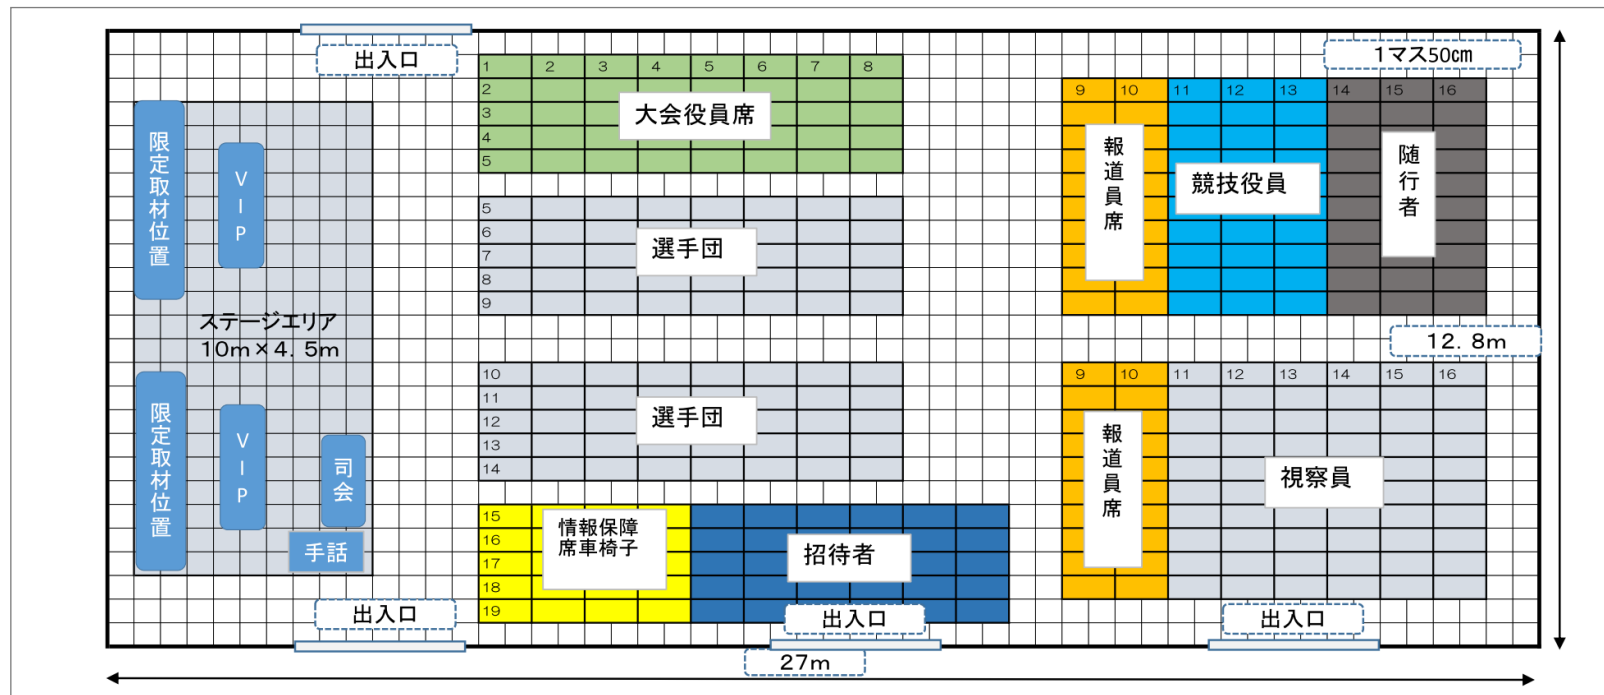 出入口
1マス50㎝
1 2 3 4 5 6 7 8
2
3
4
5
大会役員席
9 10 11 12 13 14 15 16
報道員席
競技役員
随行者
限定取材位置
VIP
5
6
7
8
9
選手団
ステージエリア
10m×4.5m
12.8m
10
11
12
13
14
選手団
9 10 11 12 13 14 15 16
報道員席
視察員
限定取材位置
VIP
司会
手話
15
16
17
18
19
情報保障
席車椅子
招待者
出入口
出入口
出入口
27m